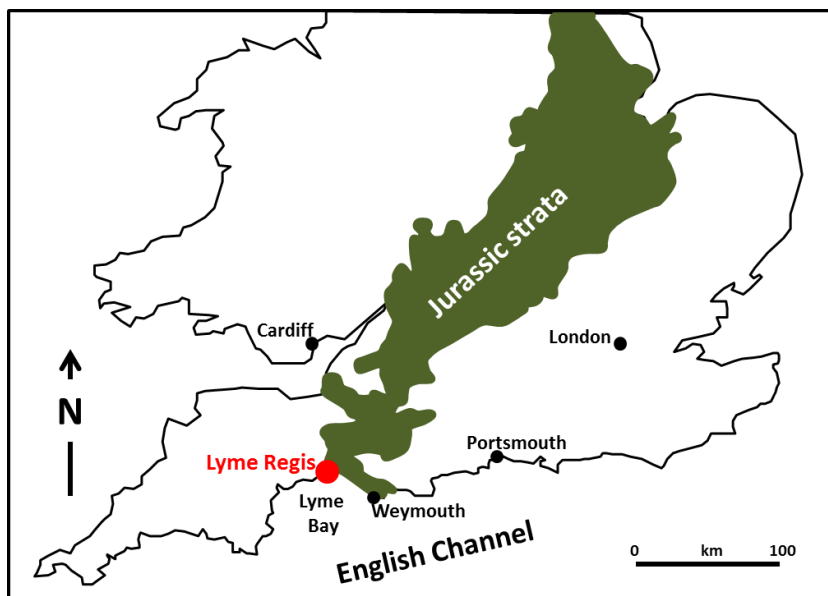 Jurassic strata
Cardiff
London
N
Portsmouth
Lyme Regis
Lyme
Bay
Weymouth
English Channel
0 km 100